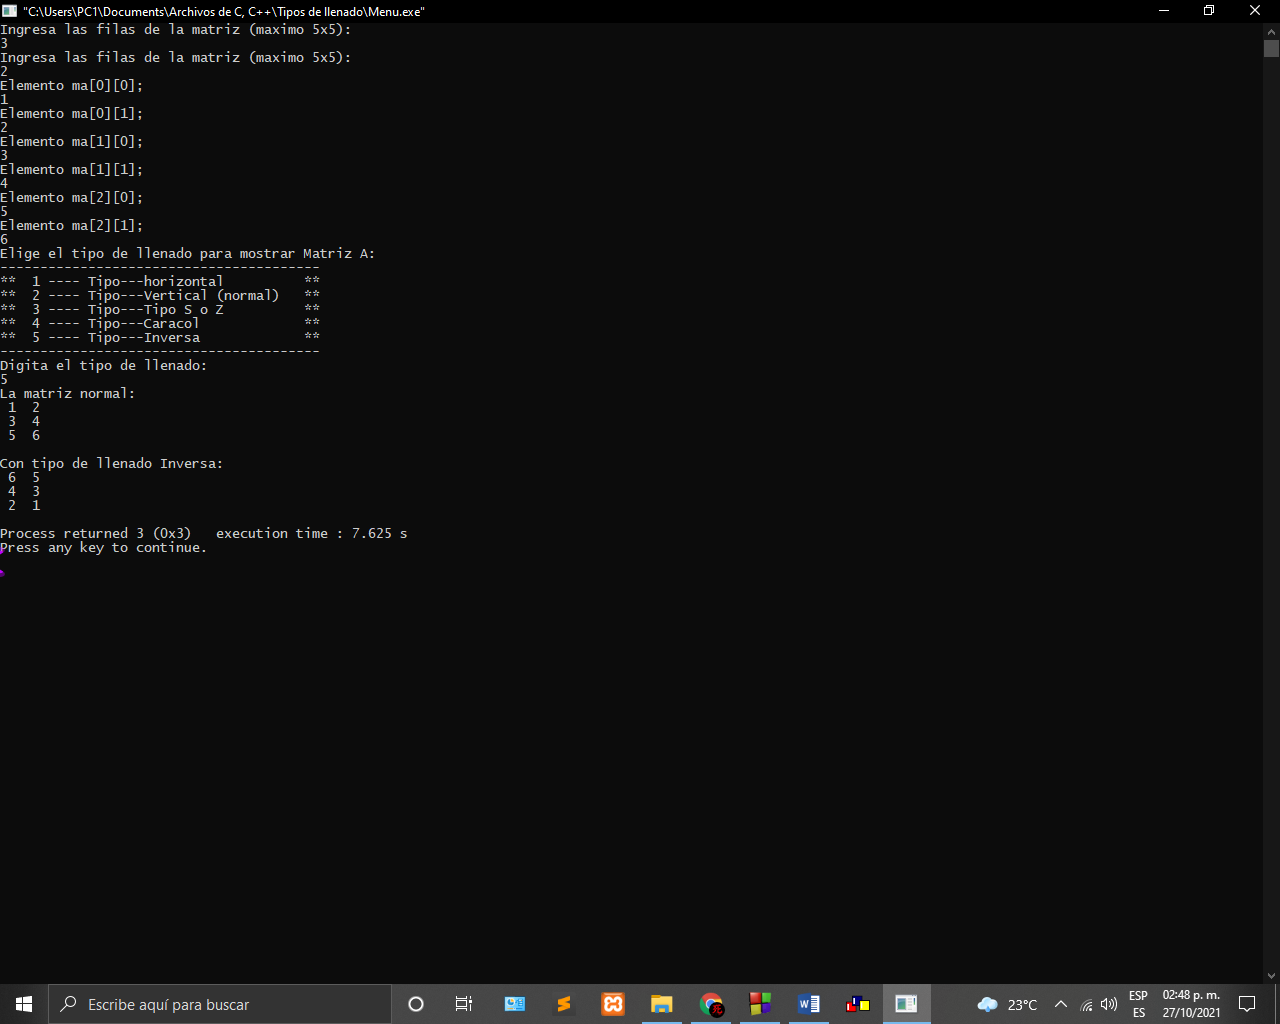 "C:\Users\PC1\Documents\Archivos de C, C++\Tipos de llenado\Menu.exe"
Ingresa las filas de la matriz (maximo 5x5):
3
Ingresa las filas de la matriz (maximo 5x5):
2
Elemento ma[0][0];
1
Elemento ma[0][1];
2
Elemento ma[1][0];
3
Elemento ma[1][1];
4
Elemento ma[2][0];
5
Elemento ma[2][1];
6
Elige el tipo de llenado para mostrar Matriz A:
----------------------------------------
**  1 ---- Tipo---horizontal          **
**  2 ---- Tipo---Vertical (normal)   **
**  3 ---- Tipo---Tipo S o Z          **
**  4 ---- Tipo---Caracol             **
**  5 ---- Tipo---Inversa             **
----------------------------------------
Digita el tipo de llenado:
5
La matriz normal:
1  2
3  4
5  6
Con tipo de llenado Inversa:
6  5
4  3
2  1
Process returned 3 (0x3)   execution time : 7.625 s
Press any key to continue.
Escribe aquí para buscar
23°C
ESP
ES
02:48 p. m.
27/10/2021